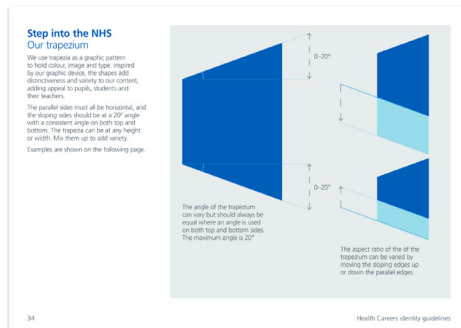 Step into the NHS
Our trapezium
We use trapezia as a graphic pattern
to hold colour, image and type. Inspired
by our graphic device, the shapes add
distinctiveness and variety to our content,
adding appeal to pupils, students and
their teachers.
The parallel sides must all be horizontal, and
the sloping sides should be at a 20° angle
with a consistent angle on both top and
bottom. The trapezia can be at any height
or width. Mix them up to add variety.
Examples are shown on the following page.
0–20°
0–20°
The angle of the trapezium
can vary but should always be
equal where an angle is used
on both top and bottom sides.
The maximum angle is 20°
The aspect ratio of the of the
trapezium can be varied by
moving the sloping edges up
or down the parallel edges.
34
Health Careers identity guidelines